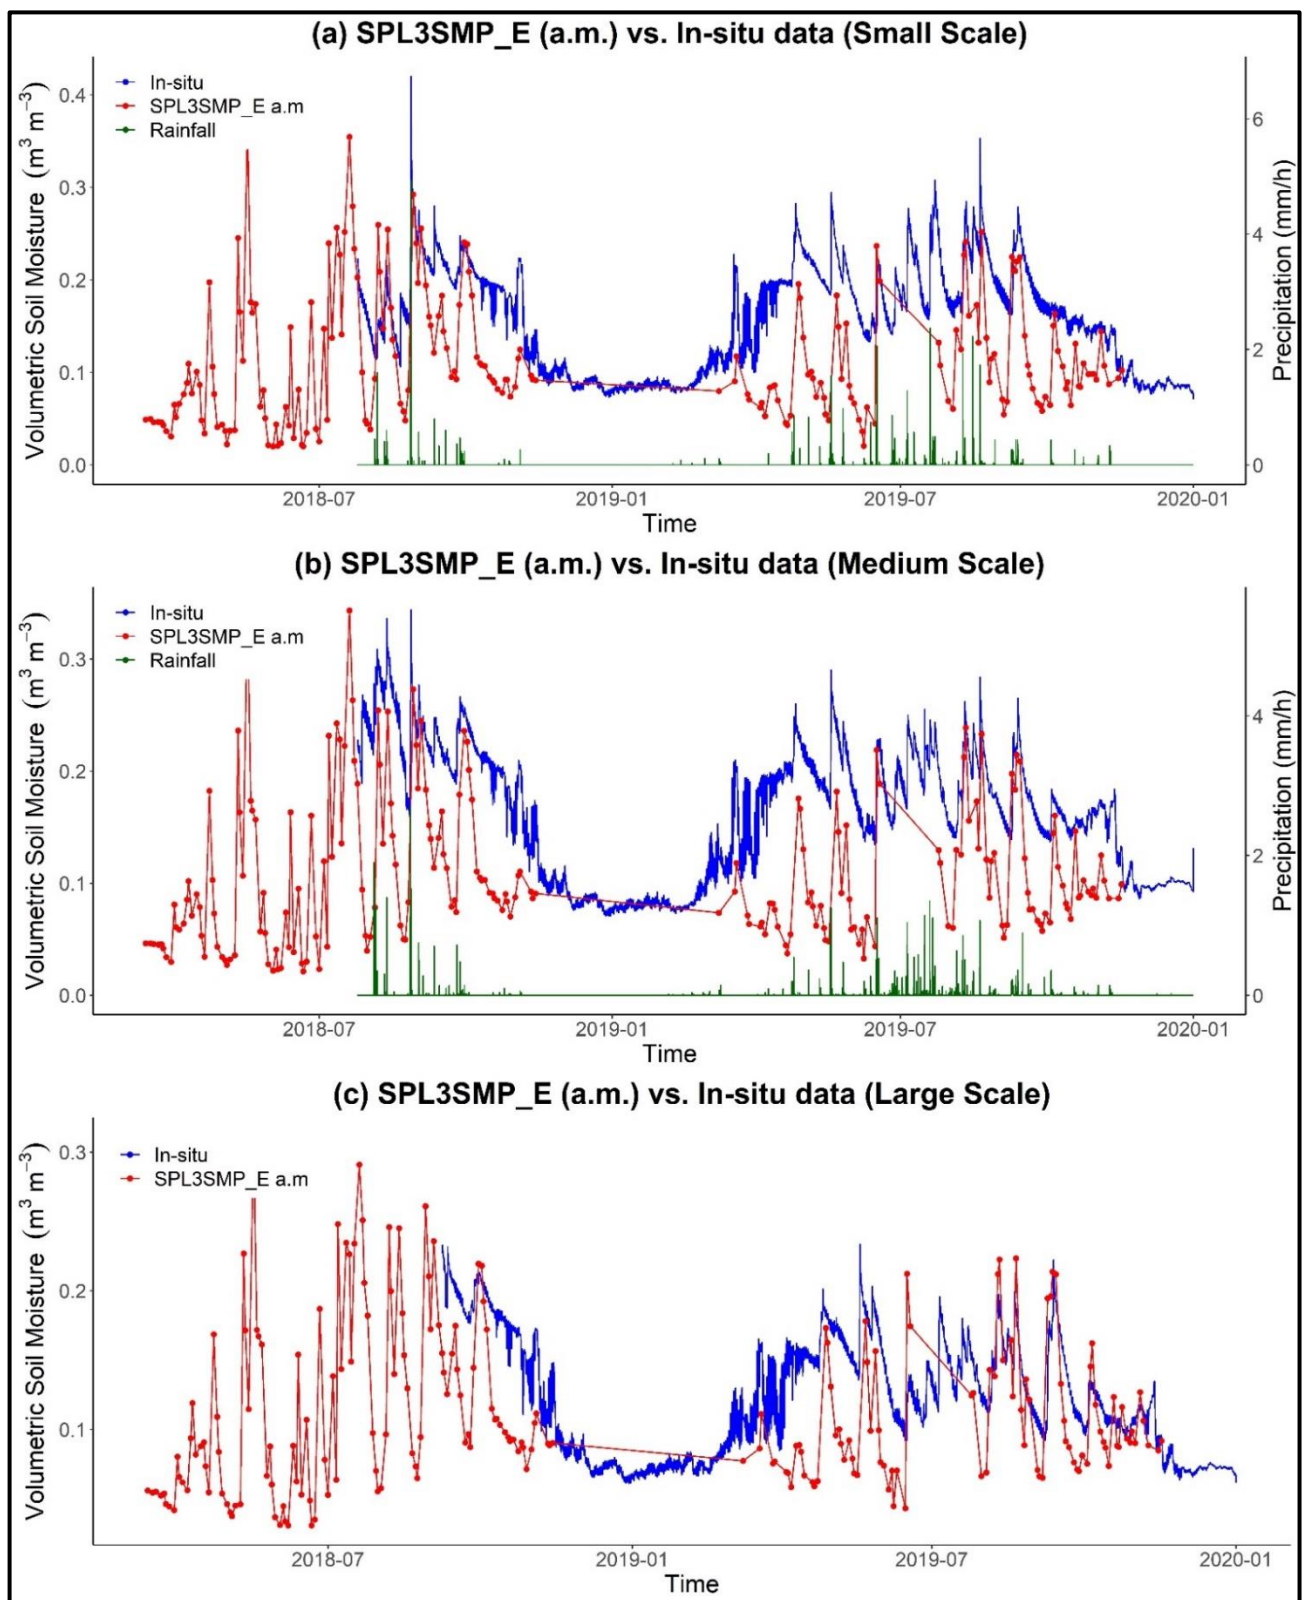 (a) SPL3SMP_E (a.m.) vs. In-situ data (Small Scale)
Volumetric Soil Moisture (m³ m⁻³)
0.4
0.3
0.2
0.1
0.0
In-situ
SPL3SMP_E a.m
Rainfall
6
4
2
0
Precipitation (mm/h)
2018-07 2019-01 2019-07 2020-01
Time
(b) SPL3SMP_E (a.m.) vs. In-situ data (Medium Scale)
Volumetric Soil Moisture (m³ m⁻³)
0.3
0.2
0.1
0.0
In-situ
SPL3SMP_E a.m
Rainfall
4
2
0
Precipitation (mm/h)
2018-07 2019-01 2019-07 2020-01
Time
(c) SPL3SMP_E (a.m.) vs. In-situ data (Large Scale)
Volumetric Soil Moisture (m³ m⁻³)
0.3
0.2
0.1
In-situ
SPL3SMP_E a.m
2018-07 2019-01 2019-07 2020-01
Time